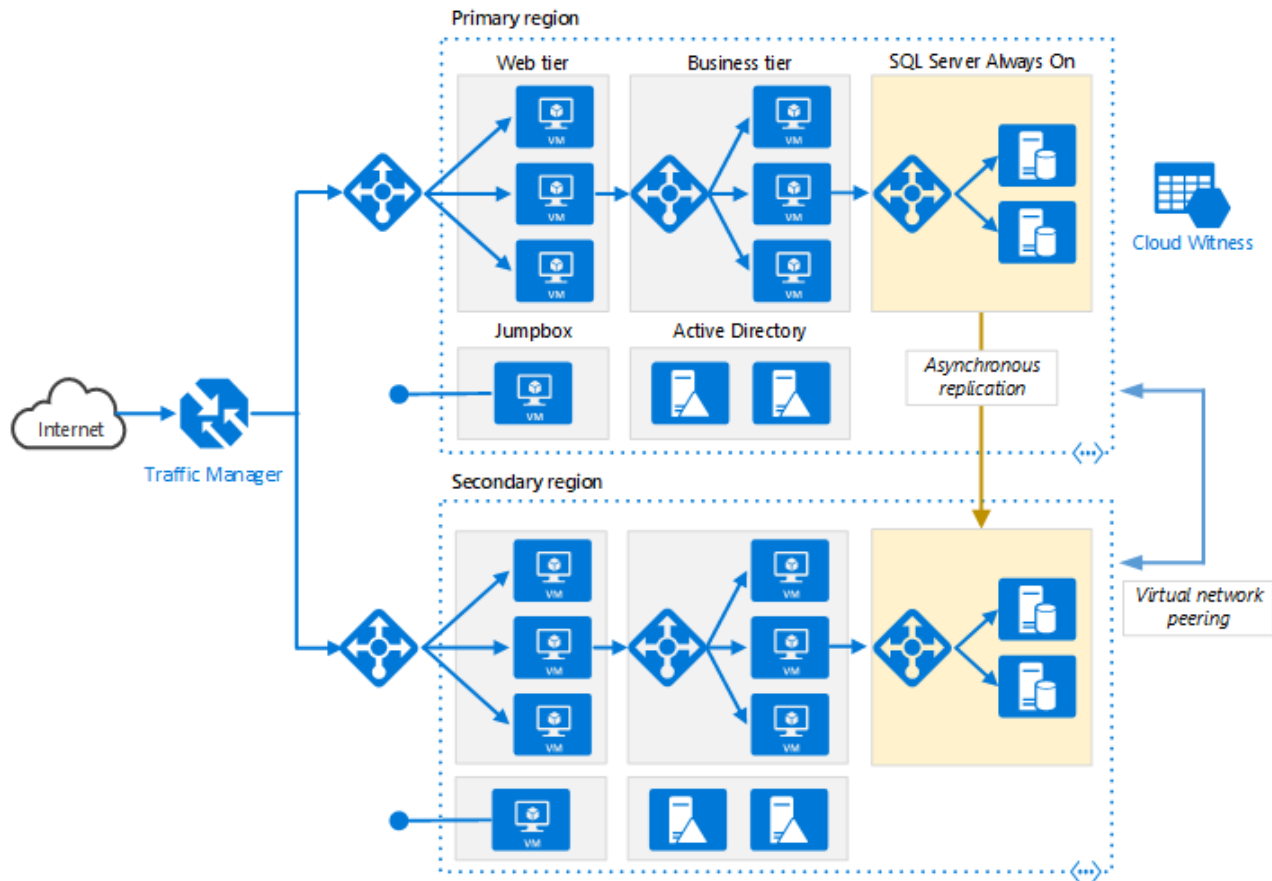 Primary region
Web tier
Business tier
SQL Server Always On
VM
VM
VM
VM
VM
VM
Cloud Witness
Jumpbox
Active Directory
VM
Asynchronous
replication
Internet
Traffic Manager
Secondary region
VM
VM
VM
VM
VM
VM
Virtual network
peering
VM